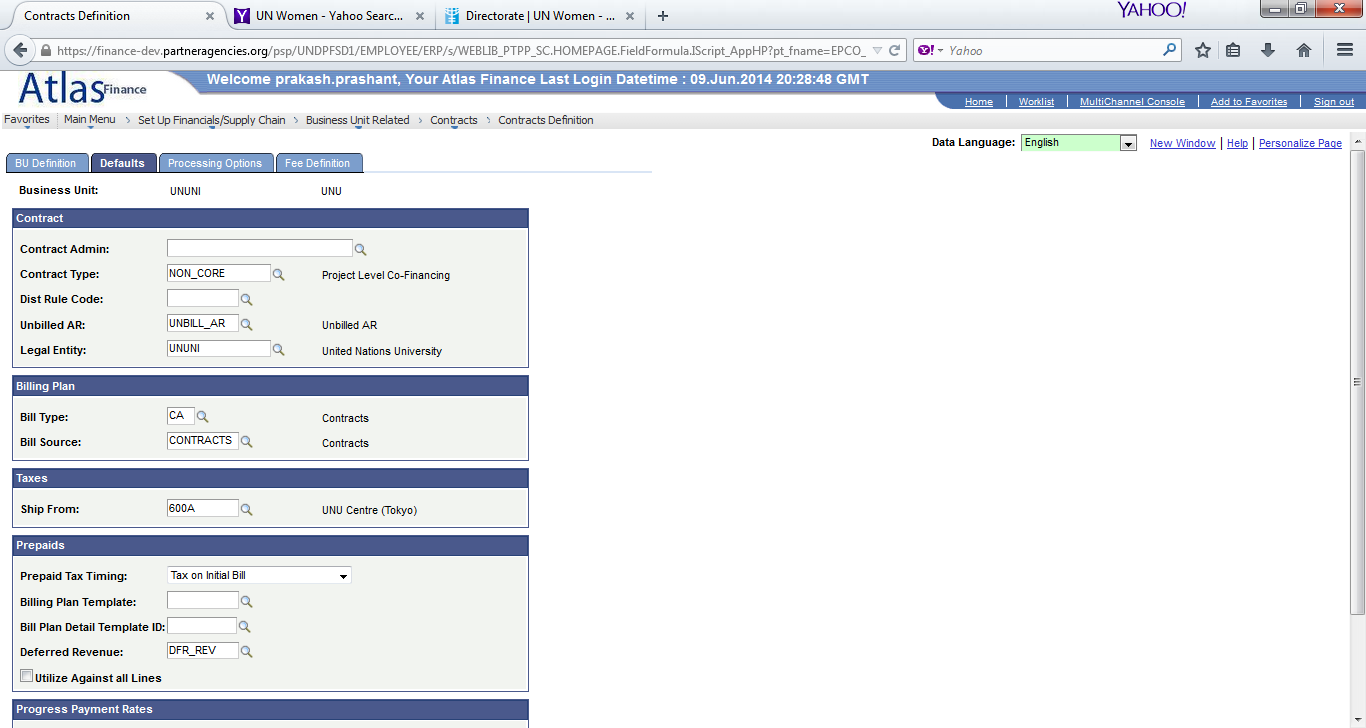 Contracts Definition
UN Women - Yahoo Searc...
Directorate | UN Women - ...
YAHOO!
https://finance-dev.partneragencies.org/psp/UNDPFSD1/EMPLOYEE/ERP/s/WEBLIB_PTPP_SC.HOMEPAGE.FieldFormula.IScript_AppHP?pt_fname=EPCO_
Yahoo
Atlas Finance
Welcome prakash.prashant, Your Atlas Finance Last Login Datetime : 09.Jun.2014 20:28:48 GMT
Home | Worklist | MultiChannel Console | Add to Favorites | Sign out
Favorites Main Menu > Set Up Financials/Supply Chain > Business Unit Related > Contracts > Contracts Definition
Data Language: English New Window | Help | Personalize Page
BU Definition Defaults Processing Options Fee Definition
Business Unit: UNUNI UNU
Contract
Contract Admin:
Contract Type: NON_CORE Project Level Co-Financing
Dist Rule Code:
Unbilled AR: UNBILL_AR Unbilled AR
Legal Entity: UNUNI United Nations University
Billing Plan
Bill Type: CA Contracts
Bill Source: CONTRACTS Contracts
Taxes
Ship From: 600A UNU Centre (Tokyo)
Prepaids
Prepaid Tax Timing: Tax on Initial Bill
Billing Plan Template:
Bill Plan Detail Template ID:
Deferred Revenue: DFR_REV
Utilize Against all Lines
Progress Payment Rates